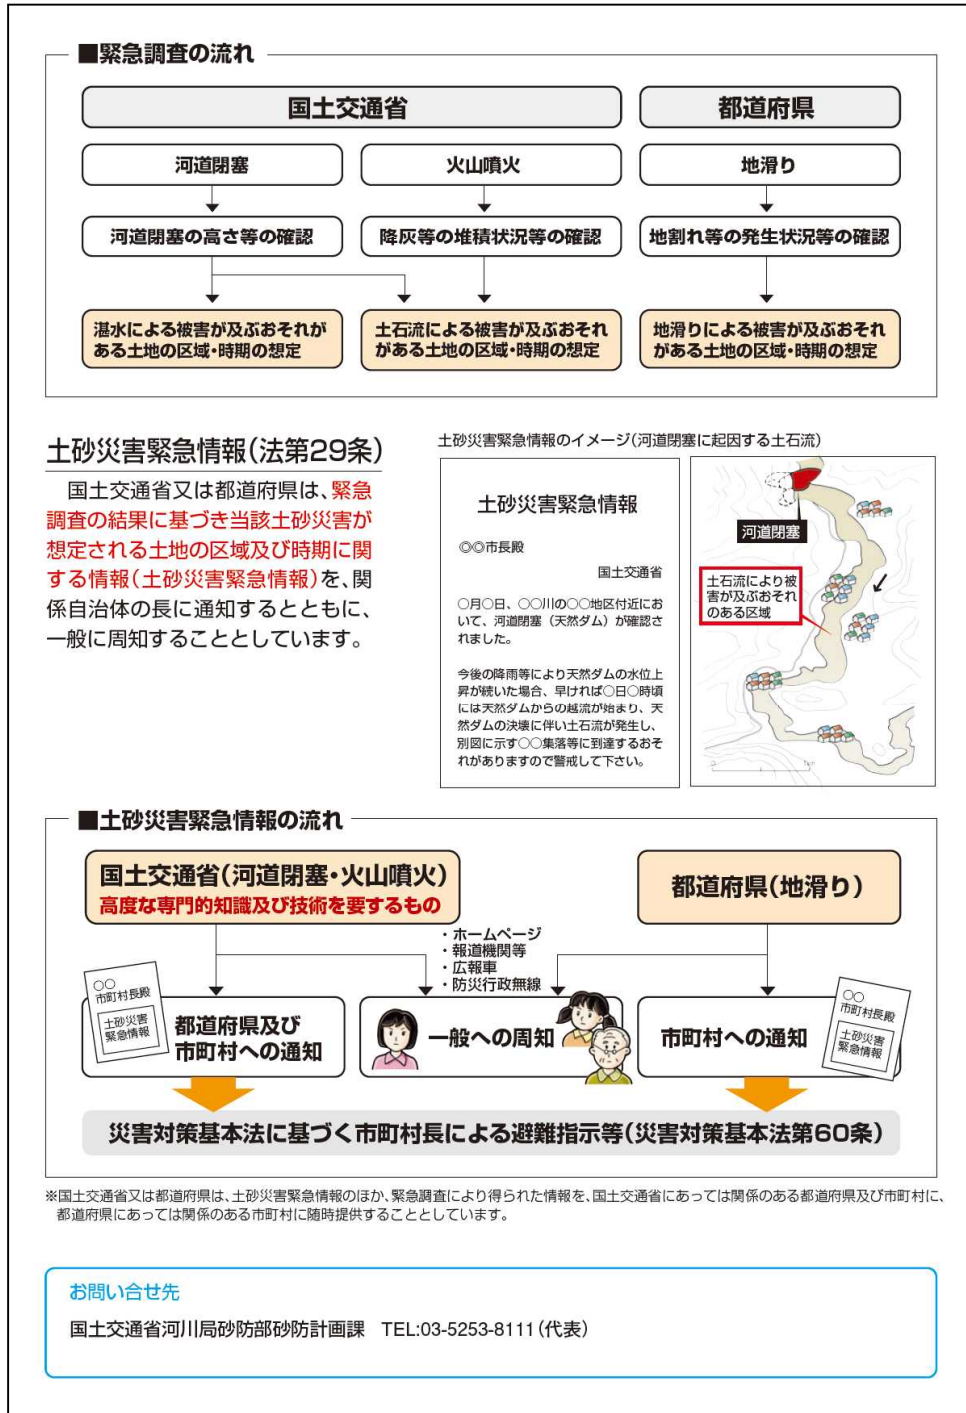 ■緊急調査の流れ
国土交通省
都道府県
河道閉塞
火山噴火
地滑り
河道閉塞の高さ等の確認
降灰等の堆積状況等の確認
地割れ等の発生状況等の確認
湛水による被害が及ぶおそれが
ある土地の区域・時期の想定
土石流による被害が及ぶおそれ
がある土地の区域・時期の想定
地滑りによる被害が及ぶおそれ
がある土地の区域・時期の想定
土砂災害緊急情報(法第29条)
国土交通省又は都道府県は、緊急
調査の結果に基づき当該土砂災害が
想定される土地の区域及び時期に関
する情報(土砂災害緊急情報)を、関
係自治体の長に通知するとともに、
一般に周知することとしています。
土砂災害緊急情報のイメージ(河道閉塞に起因する土石流)
土砂災害緊急情報
◎◎市長殿
国土交通省
○月○日、○○川の○○地区付近にお
いて、河道閉塞（天然ダム）が確認さ
れました。
今後の降雨等により天然ダムの水位上
昇が続いた場合、早ければ○日○時頃
には天然ダムからの越流が始まり、天
然ダムの決壊に伴い土石流が発生し、
別図に示す○○集落等に到達するおそ
れがありますので警戒して下さい。
河道閉塞
土石流により被
害が及ぶおそれ
のある区域
■土砂災害緊急情報の流れ
国土交通省(河道閉塞・火山噴火)
高度な専門的知識及び技術を要するもの
都道府県(地滑り)
・ホームページ
・報道機関等
・広報車
・防災行政無線
○○
市町村長殿
土砂災害
緊急情報
都道府県及び
市町村への通知
一般への周知
市町村への通知
○○
市町村長殿
土砂災害
緊急情報
災害対策基本法に基づく市町村長による避難指示等(災害対策基本法第60条)
※国土交通省又は都道府県は、土砂災害緊急情報のほか、緊急調査により得られた情報を、国土交通省にあっては関係のある都道府県及び市町村に、
都道府県にあっては関係のある市町村に随時提供することとしています。
お問い合せ先
国土交通省河川局砂防部砂防計画課　TEL:03-5253-8111(代表)